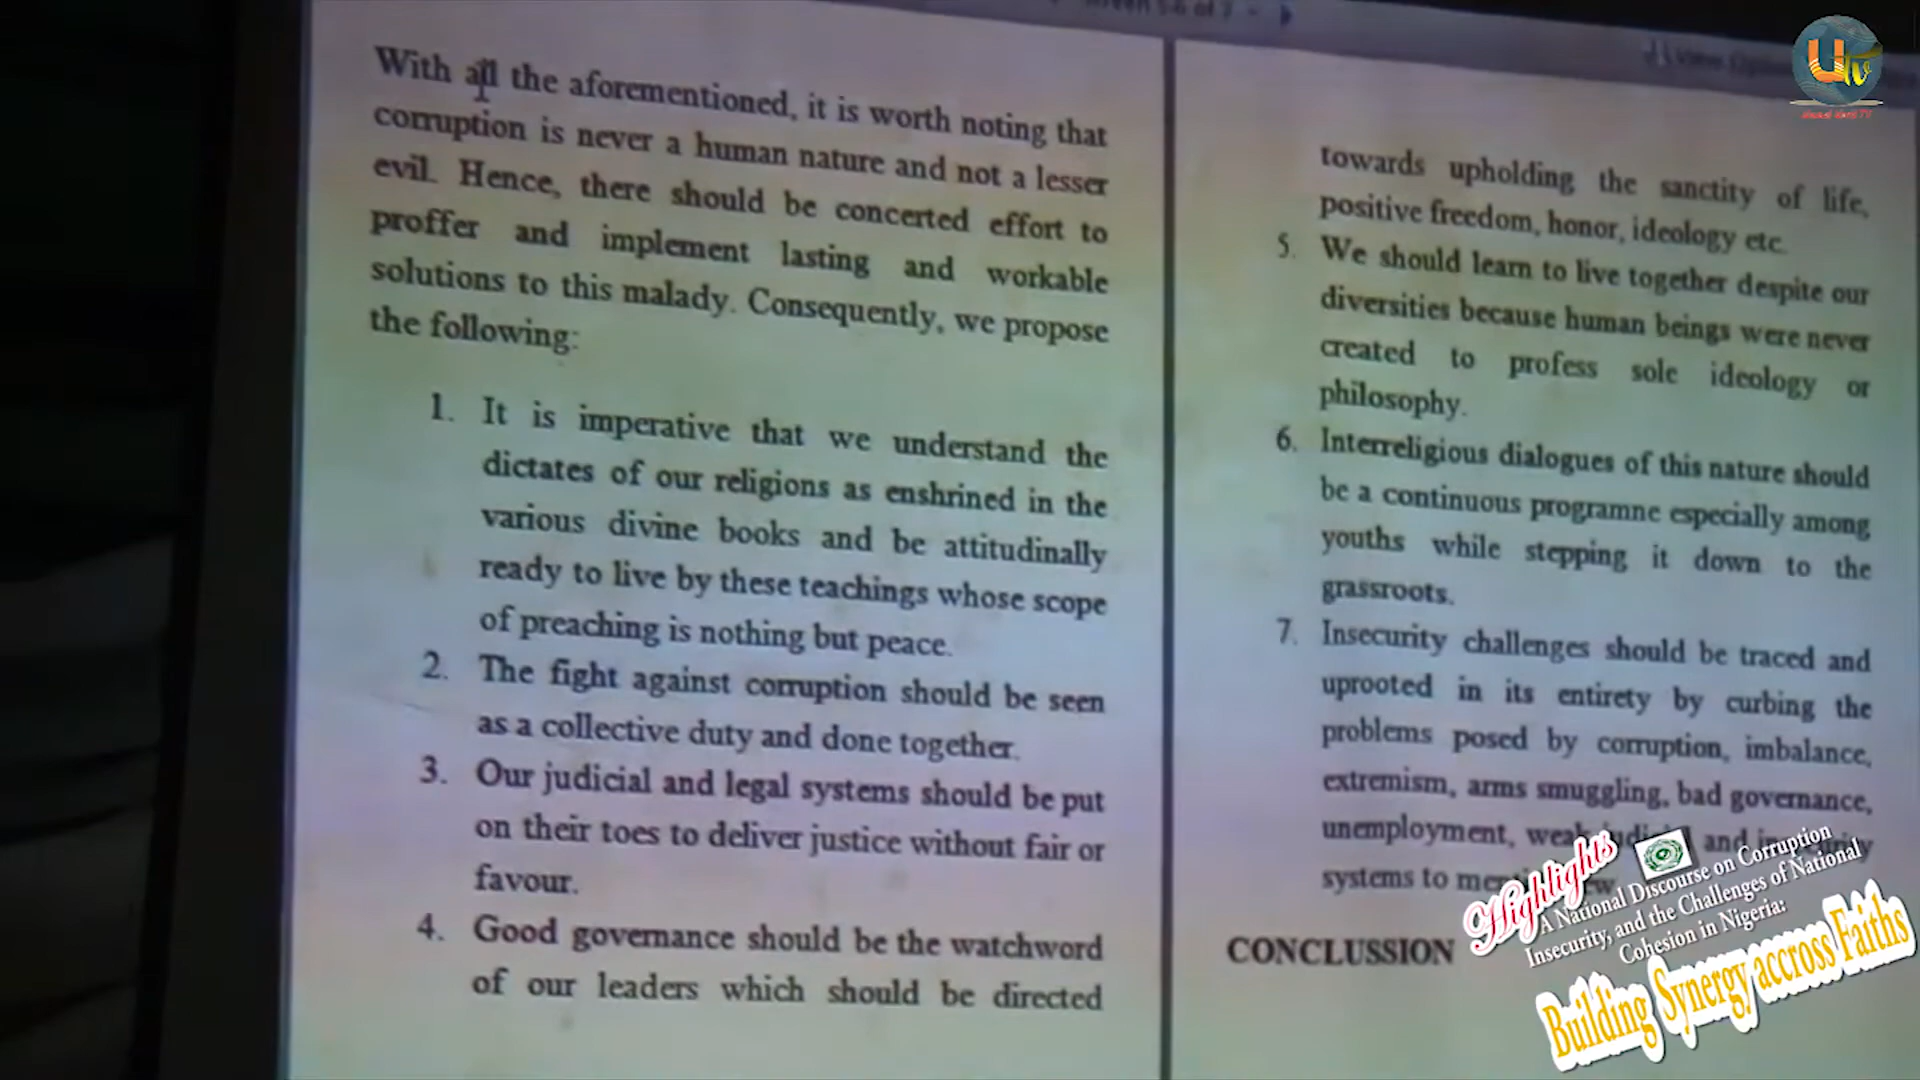 With all the aforementioned, it is worth noting that
corruption is never a human nature and not a lesser
evil. Hence, there should be concerted effort to
proffer and implement lasting and workable
solutions to this malady. Consequently, we propose
the following:
1. It is imperative that we understand the
dictates of our religions as enshrined in the
various divine books and be attitudinally
ready to live by these teachings whose scope
of preaching is nothing but peace.
2. The fight against corruption should be seen
as a collective duty and done together.
3. Our judicial and legal systems should be put
on their toes to deliver justice without fair or
favour.
4. Good governance should be the watchword
of our leaders which should be directed
5-6 of 7
towards upholding the sanctity of life,
positive freedom, honor, ideology etc.
5. We should learn to live together despite our
diversities because human beings were never
created to profess sole ideology or
philosophy.
6. Interreligious dialogues of this nature should
be a continuous programne especially among
youths while stepping it down to the
grassroots.
7. Insecurity challenges should be traced and
uprooted in its entirety by curbing the
problems posed by corruption, imbalance,
extremism, arms smuggling, bad governance,
unemployment, weak and
systems to
CONCLUSSION
UTV
Highlights
A National Discourse on Corruption
Insecurity, and the Challenges of National
Cohesion in Nigeria:
Building Synergy accross Faiths